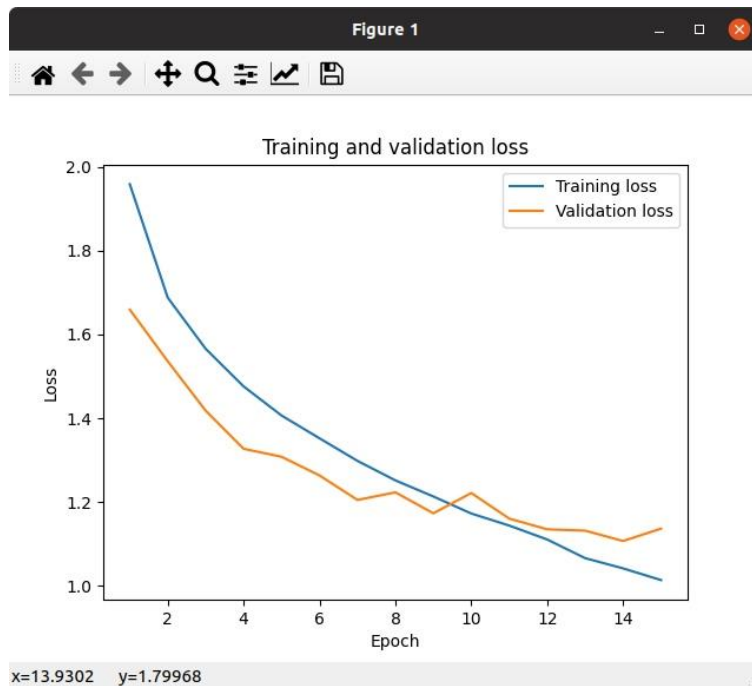 Figure 1
Training and validation loss
Training loss
Validation loss
2.0
1.8
1.6
1.4
1.2
1.0
Loss
2
4
6
8
10
12
14
Epoch
x=13.9302 y=1.79968